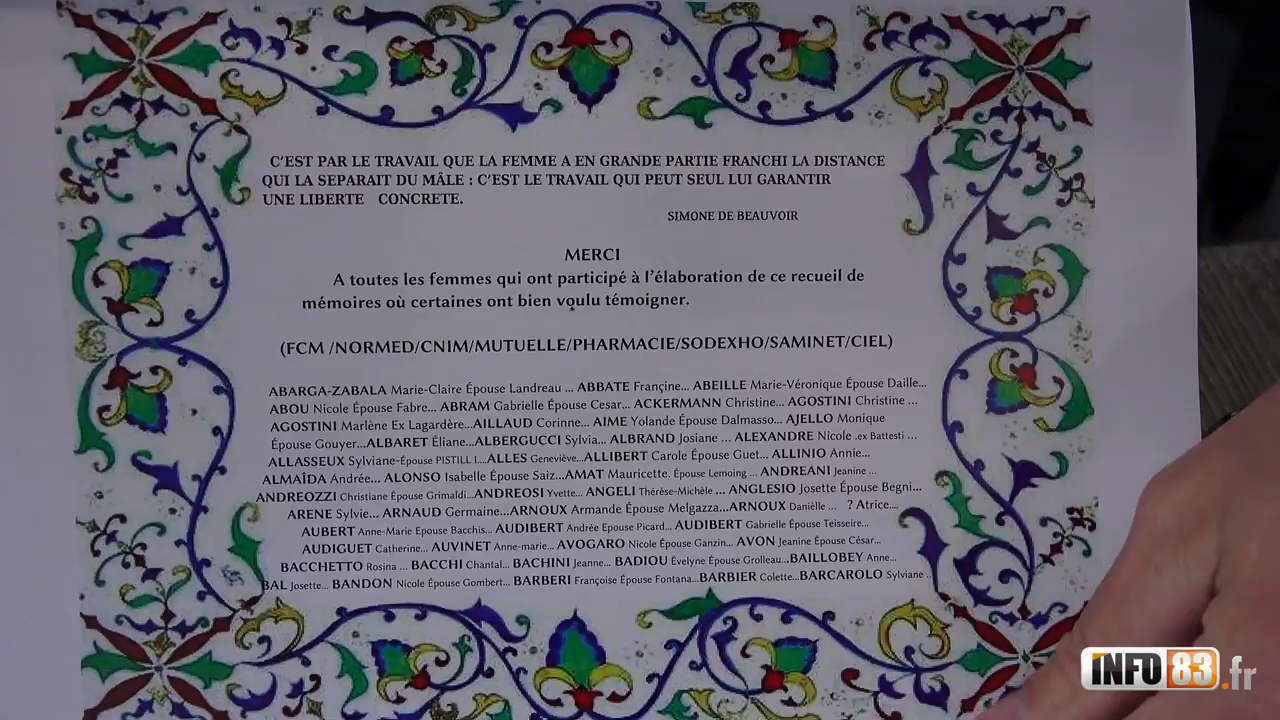 C'EST PAR LE TRAVAIL QUE LA FEMME A EN GRANDE PARTIE FRANCHI LA DISTANCE
QUI LA SEPARAIT DU MÂLE : C'EST LE TRAVAIL QUI PEUT SEUL LUI GARANTIR
UNE LIBERTE CONCRETE.
SIMONE DE BEAUVOIR
MERCI
A toutes les femmes qui ont participé à l'élaboration de ce recueil de
mémoires où certaines ont bien voulu témoigner.
(FCM /NORMED/CNIM/MUTUELLE/PHARMACIE/SODEXHO/SAMINET/CIEL)
ABARGA-ZABALA Marie-Claire Épouse Landreau ... ABBATE Françine... ABEILLE Marie-Véronique Épouse Daille...
ABOU Nicole Épouse Fabre... ABRAM Gabrielle Épouse Cesar... ACKERMANN Christine... AGOSTINI Christine ...
AGOSTINI Marlène Ex Lagardère...AILLAUD Corinne... AIME Yolande Épouse Dalmasso... AJELLO Monique
Épouse Gouyer...ALBARET Éliane...ALBERGUCCI Sylvia... ALBRAND Josiane ... ALEXANDRE Nicole .ex Battesti ...
ALLASSEUX Sylviane-Épouse PISTILL I....ALLES Geneviève...ALLIBERT Carole Épouse Guet... ALLINIO Annie...
ALMAÏDA Andrée... ALONSO Isabelle Épouse Saiz...AMAT Mauricette. Épouse Lemoing ... ANDREANI Jeanine ...
ANDREOZZI Christiane Épouse Grimaldi...ANDREOSI Yvette... ANGELI Thérèse-Michèle ... ANGLESIO Josette Épouse Begni...
ARENE Sylvie... ARNAUD Germaine...ARNOUX Armande Épouse Melgazza...ARNOUX Danièlle ... ? Atrice...
AUBERT Anne-Marie Epouse Bacchis... AUDIBERT Andrée Epouse Picard... AUDIBERT Gabrielle Épouse Teisseire...
AUDIGUET Catherine... AUVINET Anne-marie... AVOGARO Nicole Épouse Ganzin... AVON Jeanine Épouse César...
BACCHETTO Rosina ... BACCHI Chantal... BACHINI Jeanne... BADIOU Évelyne Épouse Grolleau...BAILLOBEY Anne...
BAL Josette... BANDON Nicole Épouse Gombert... BARBERI Françoise Épouse Fontana...BARBIER Colette...BARCAROLO Sylviane ..
INFO 83.fr